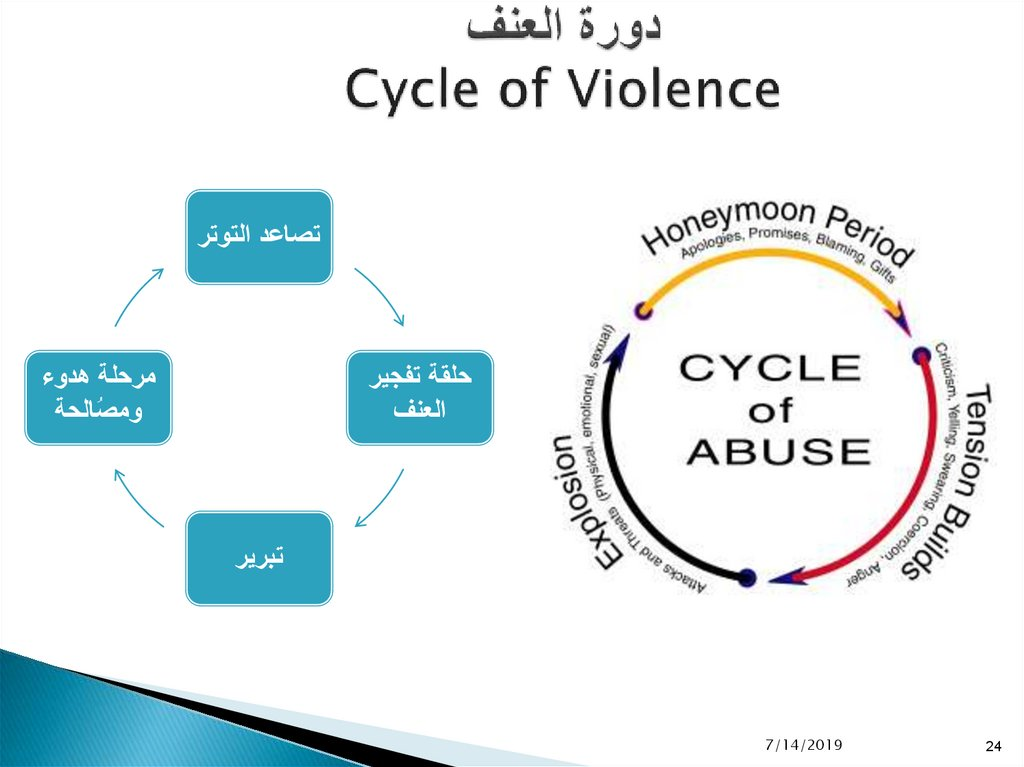 دورة العنف
Cycle of Violence
تصاعد التوتر
حلقة تفجير
العنف
تبرير
مرحلة هدوء
ومصُالحة
Honeymoon Period
Apologies, Promises, Blaming, Gifts
Tension Builds
Criticism, Yelling, Swearing, Coercion, Anger
Explosion
Attacks and Threats (Physical, emotional, sexual)
CYCLE
of
ABUSE
7/14/2019
24